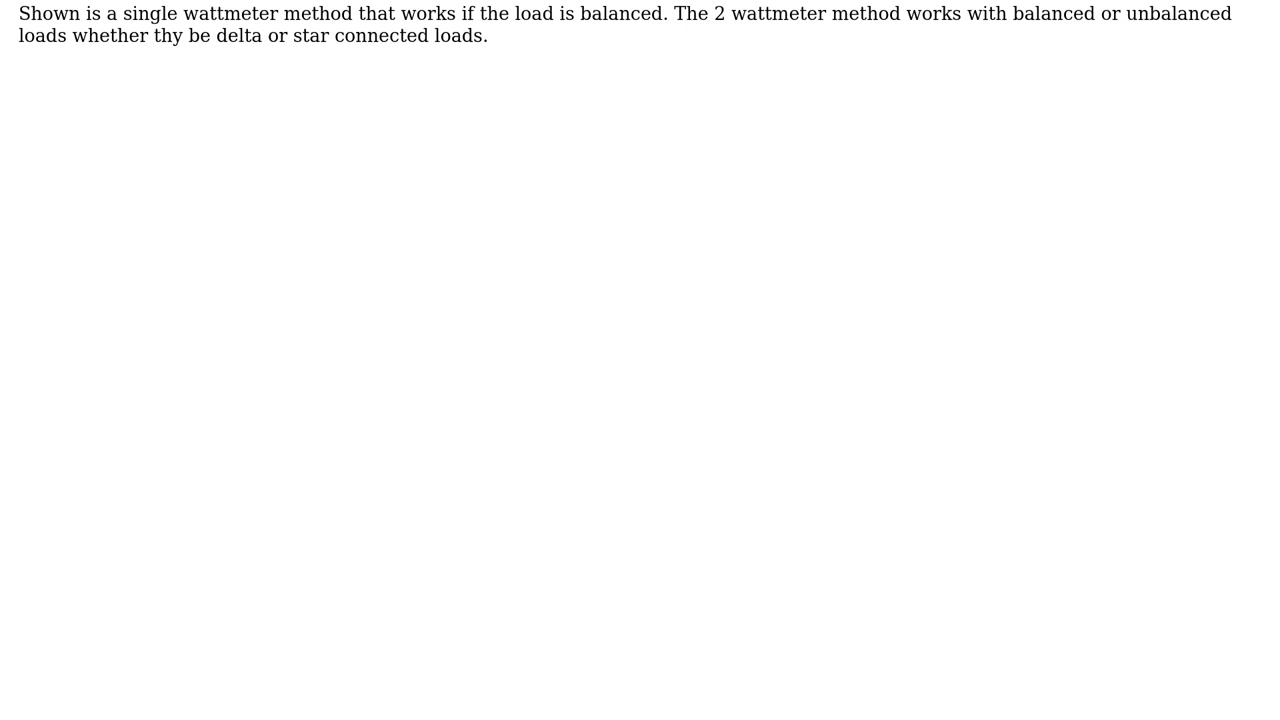 Shown is a single wattmeter method that works if the load is balanced. The 2 wattmeter method works with balanced or unbalanced
loads whether thy be delta or star connected loads.